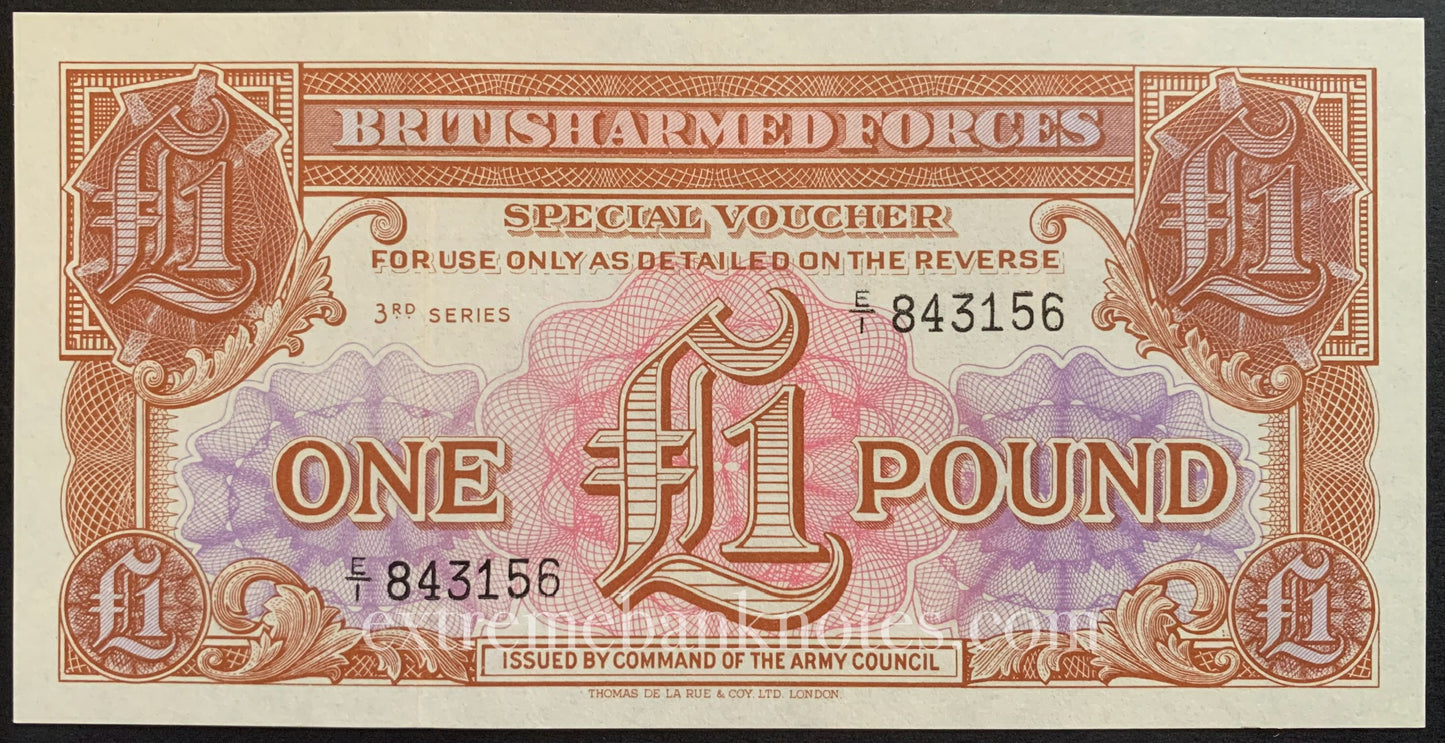 £1
£1
BRITISH ARMED FORCES
SPECIAL VOUCHER
FOR USE ONLY AS DETAILED ON THE REVERSE
3RD SERIES
E/1 843156
ONE £1 POUND
E/1 843156
£1
£1
extremebanknotes.com
ISSUED BY COMMAND OF THE ARMY COUNCIL
THOMAS DE LA RUE & COY. LTD. LONDON.